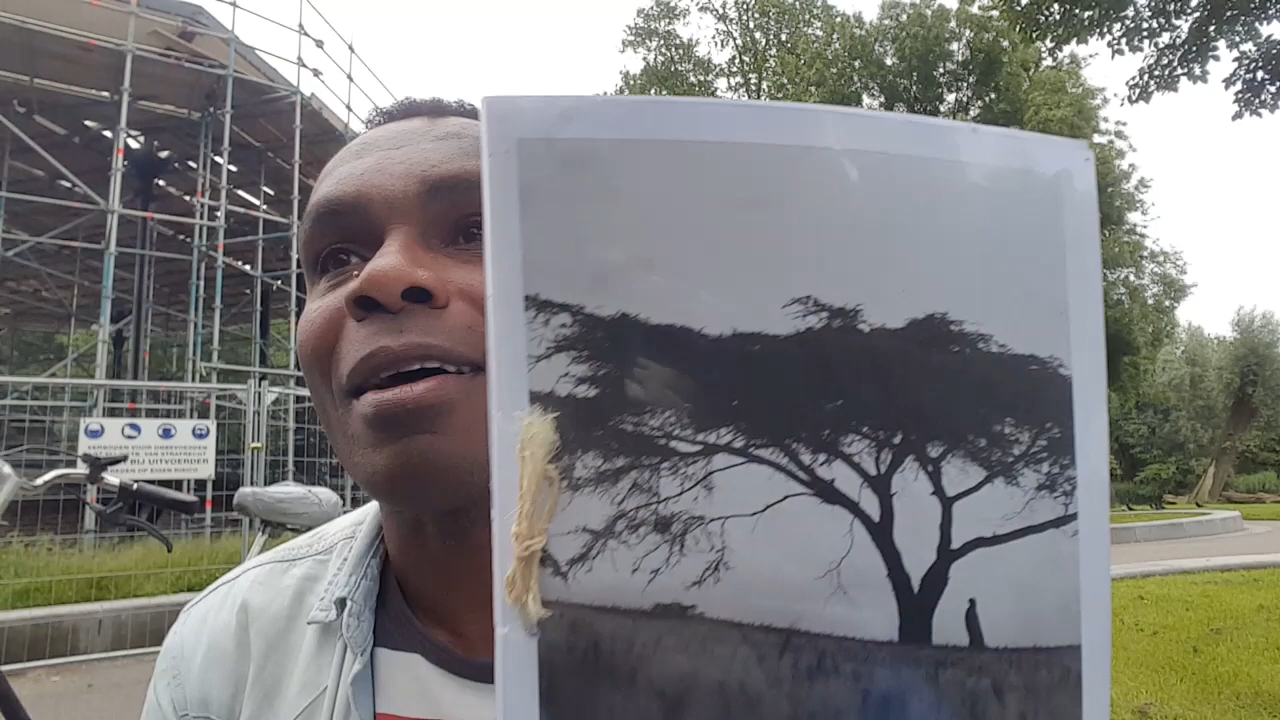 VERBODEN VOOR ONBEVOEGDEN
VAN STRAFRECHT
BIJ UITVOERDER
OP EIGEN RISICO